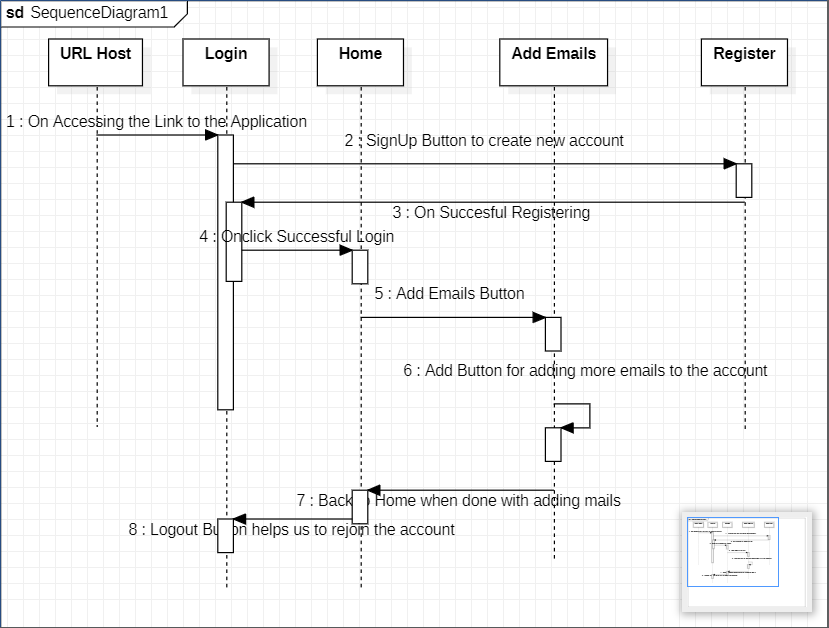 sd SequenceDiagram1
URL Host
Login
Home
Add Emails
Register
1 : On Accessing the Link to the Application
2 : SignUp Button to create new account
3 : On Succesful Registering
4 : Onclick Successful Login
5 : Add Emails Button
6 : Add Button for adding more emails to the account
7 : Back to Home when done with adding mails
8 : Logout Button helps us to rejoin the account